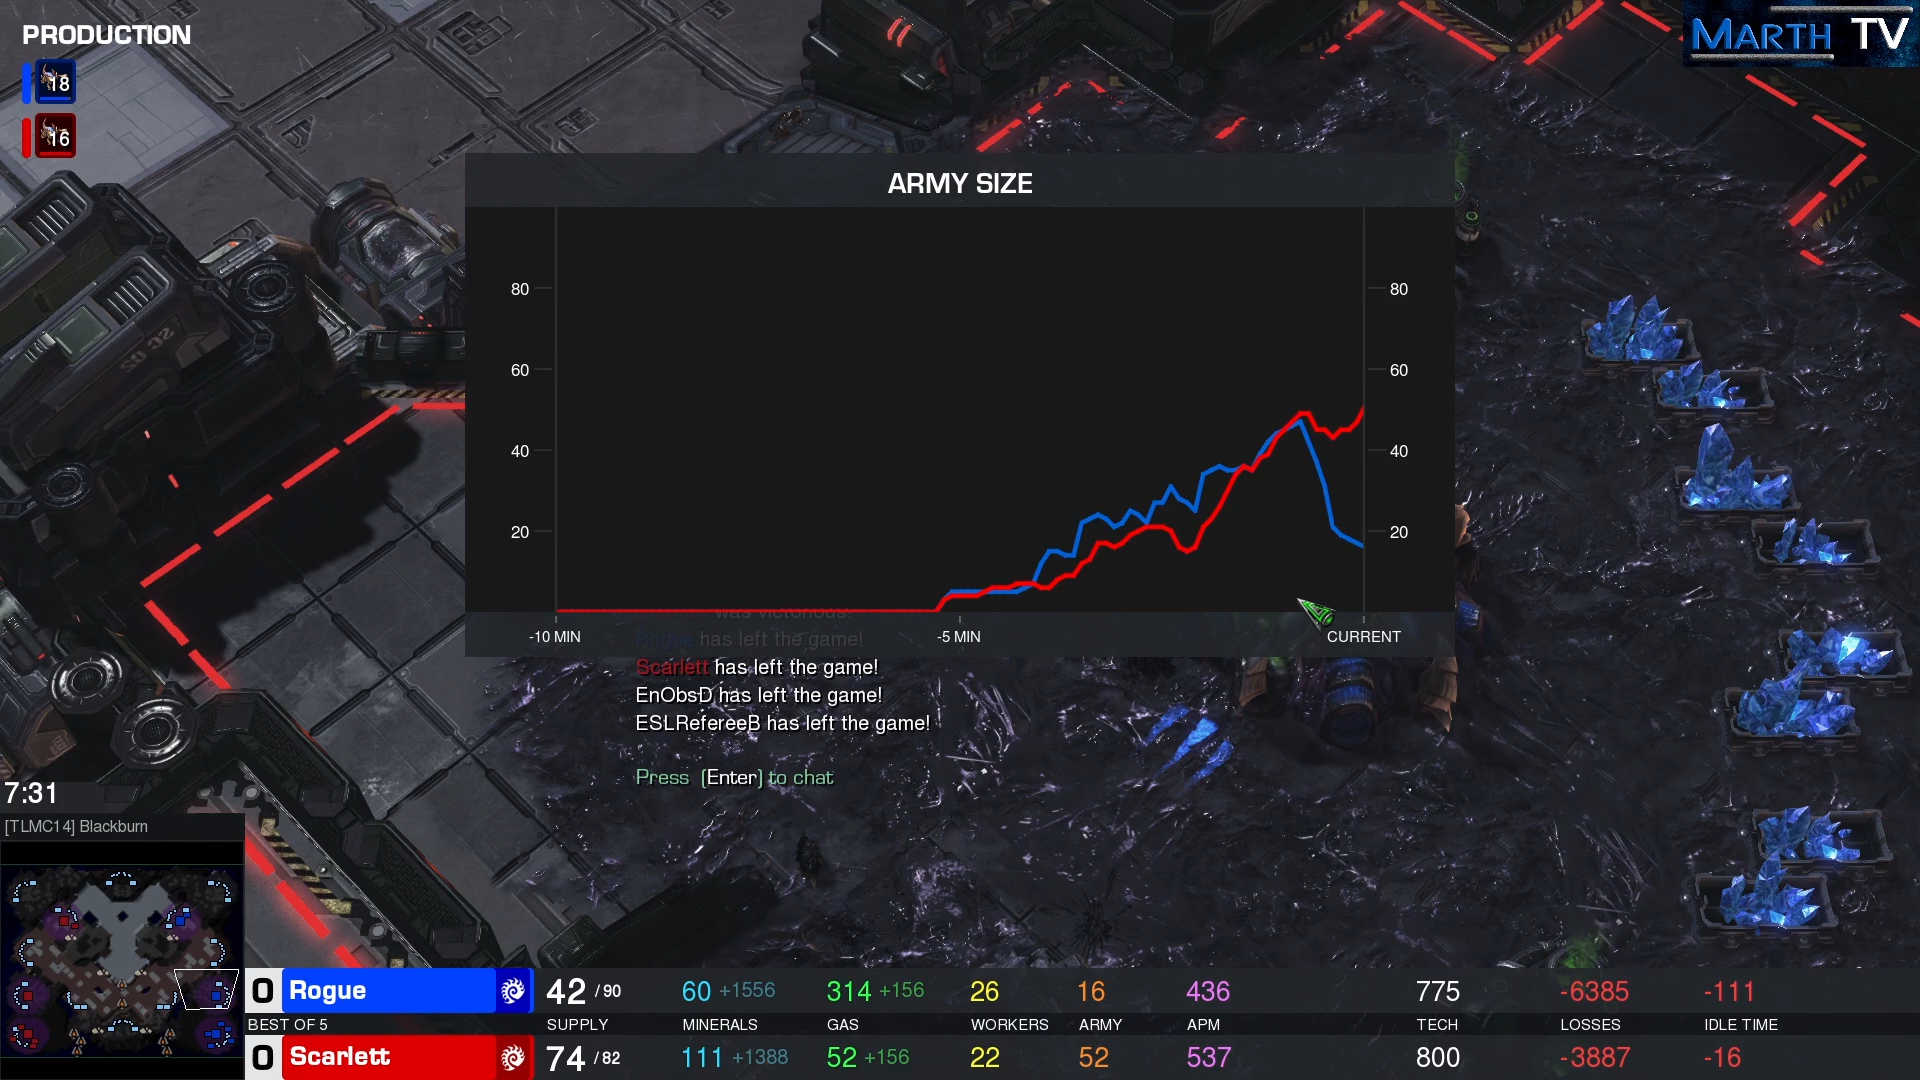 PRODUCTION
MARTH TV
18
16
ARMY SIZE
80 80
60 60
40 40
20 20
-10 MIN -5 MIN CURRENT
was victorious!
Rogue has left the game!
Scarlett has left the game!
EnObsD has left the game!
ESLRefereeB has left the game!
Press [Enter] to chat
7:31
[TLMC14] Blackburn
0 Rogue 42 /90 60 +1556 314 +156 26 16 436 775 -6385 -111
BEST OF 5 SUPPLY MINERALS GAS WORKERS ARMY APM TECH LOSSES IDLE TIME
0 Scarlett 74 /82 111 +1388 52 +156 22 52 537 800 -3887 -16